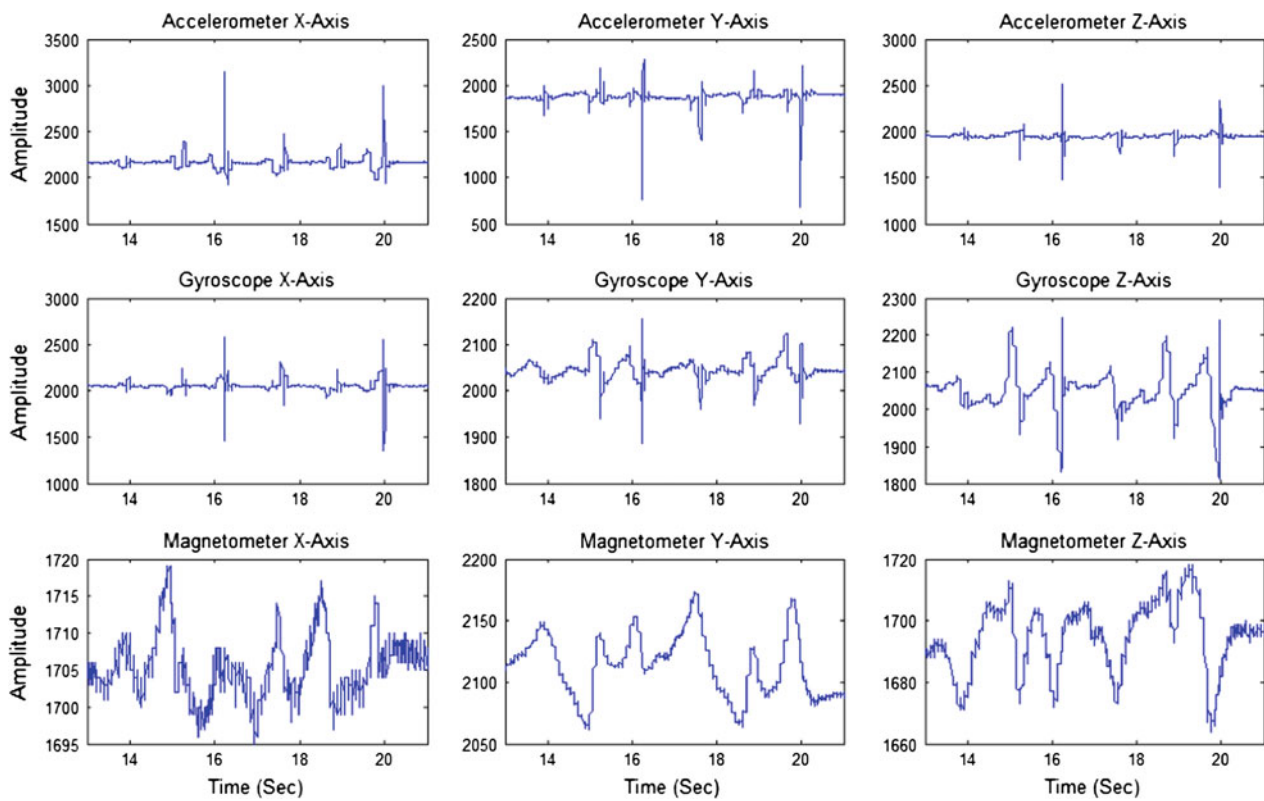 Accelerometer X-Axis
Accelerometer Y-Axis
Accelerometer Z-Axis
Amplitude
3500
3000
2500
2000
1500
14 16 18 20
2500
2000
1500
1000
500
14 16 18 20
3000
2500
2000
1500
1000
14 16 18 20
Gyroscope X-Axis
Gyroscope Y-Axis
Gyroscope Z-Axis
Amplitude
3000
2500
2000
1500
1000
14 16 18 20
2200
2100
2000
1900
1800
14 16 18 20
2300
2200
2100
2000
1900
1800
14 16 18 20
Magnetometer X-Axis
Magnetometer Y-Axis
Magnetometer Z-Axis
Amplitude
1720
1715
1710
1705
1700
1695
14 16 18 20
Time (Sec)
2200
2150
2100
2050
14 16 18 20
Time (Sec)
1720
1700
1680
1660
14 16 18 20
Time (Sec)